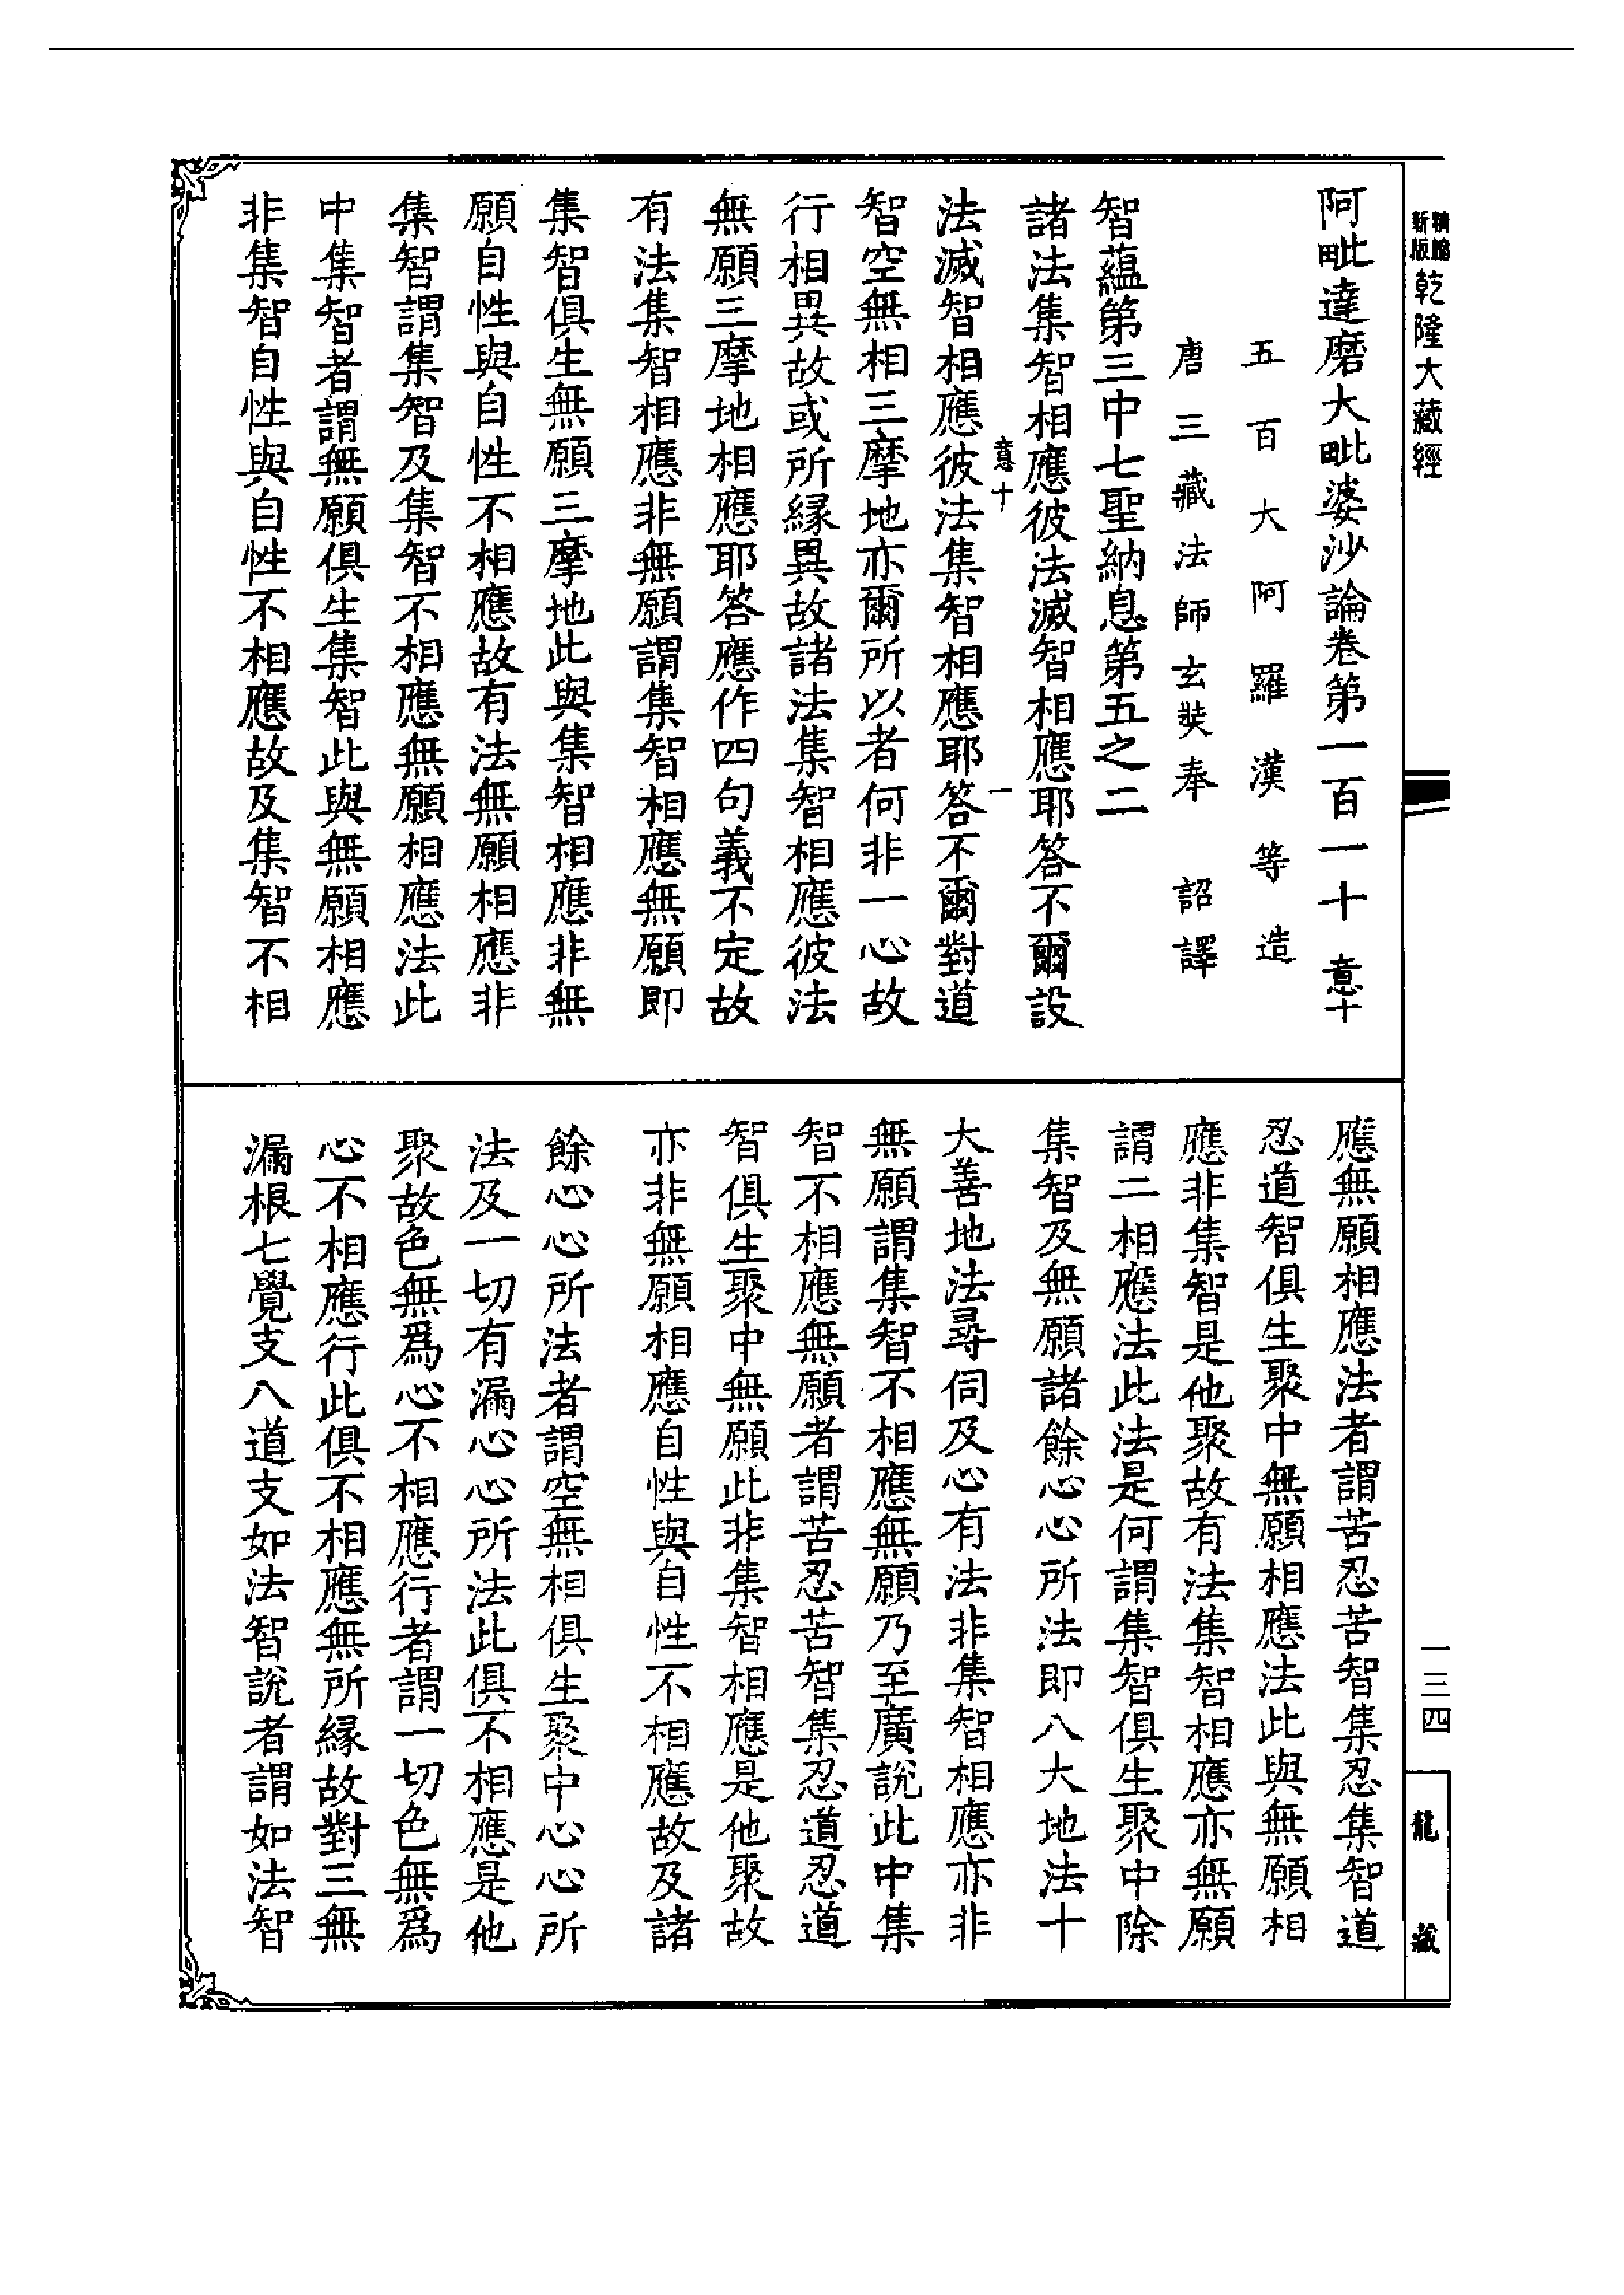 新版精縮乾隆大藏經
阿毗達磨大毗婆沙論卷第一百一十 意十
五百大阿羅漢等造
唐三藏法師玄奘奉 詔譯
智蘊第三中七聖納息第五之二
諸法集智相應彼法滅智相應耶答不爾設
意十 一
法滅智相應彼法集智相應耶答不爾對道
智空無相三摩地亦爾所以者何非一心故
行相異故或所緣異故諸法集智相應彼法
無願三摩地相應耶答應作四句義不定故
有法集智相應非無願謂集智相應無願即
集智俱生無願三摩地此與集智相應非無
願自性與自性不相應故有法無願相應非
集智謂集智及集智不相應無願相應法此
中集智者謂無願俱生集智此與無願相應
非集智自性與自性不相應故及集智不相
應無願相應法者謂苦忍苦智集忍集智道
忍道智俱生聚中無願相應法此與無願相
應非集智是他聚故有法集智相應亦無願
謂二相應法此法是何謂集智俱生聚中除
集智及無願諸餘心心所法即八大地法十
大善地法尋伺及心有法非集智相應亦非
無願謂集智不相應無願乃至廣說此中集
智不相應無願者謂苦忍苦智集忍道忍道
智俱生聚中無願此非集智相應是他聚故
亦非無願相應自性與自性不相應故及諸
餘心心所法者謂空無相俱生聚中心心所
法及一切有漏心心所法此俱不相應是他
聚故色無爲心不相應行者謂一切色無爲
心不相應行此俱不相應無所緣故對三無
漏根七覺支八道支如法智說者謂如法智
一三四
龍藏